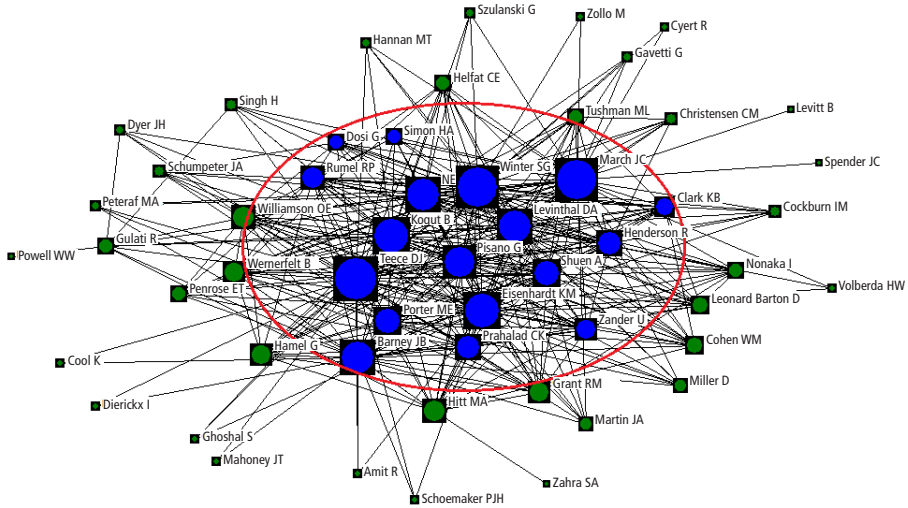 Szulanski G
Zollo M
Cyert R
Hannan MT
Gavetti G
Helfat CE
Singh H
Tushman ML
Christensen CM
Levitt B
Dyer JH
Dosi G
Simon HA
Schumpeter JA
Rumel RP
NE
Winter SG
March JC
Spender JC
Peteraf MA
Williamson OE
Kogut B
Levinthal DA
Clark KB
Cockburn IM
Gulati R
Henderson R
Powell WW
Wernerfelt B
Teece DJ
Pisano G
Shuen A
Nonaka I
Penrose ET
Eisenhardt KM
Volberda HW
Leonard Barton D
Porter ME
Zander U
Hamel G
Barney JB
Prahalad CK
Cohen WM
Cool K
Grant RM
Miller D
Dierickx I
Hitt MA
Martin JA
Ghoshal S
Mahoney JT
Amit R
Zahra SA
Schoemaker PJH